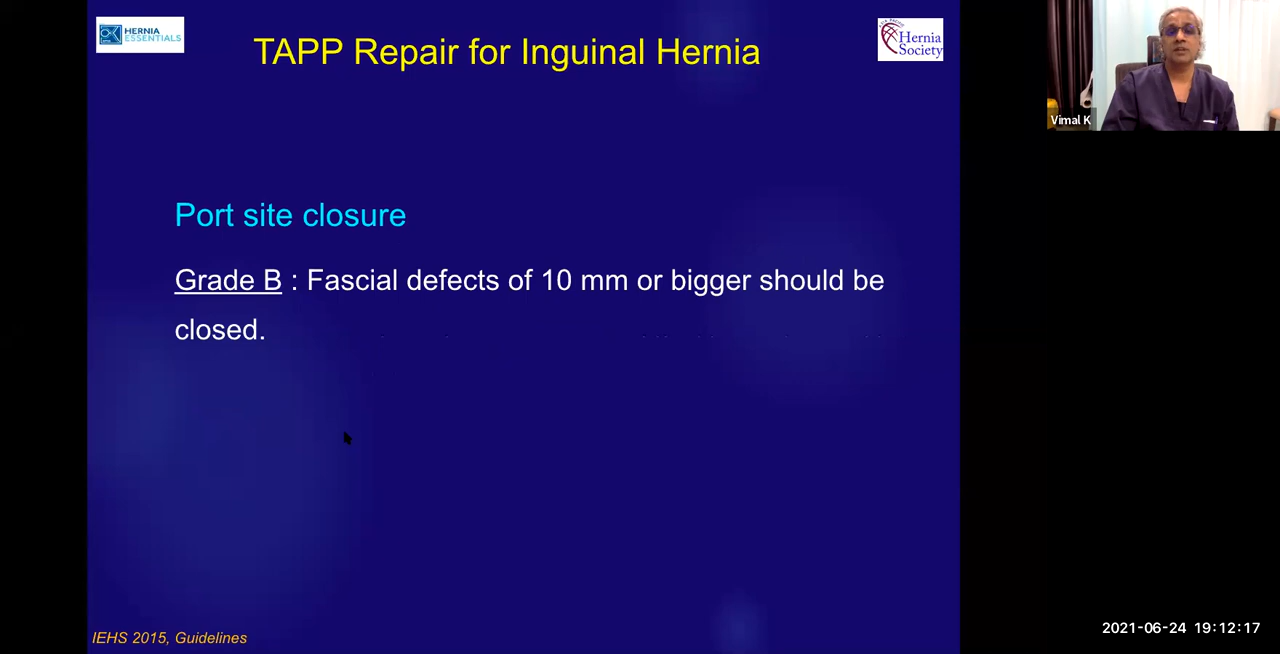 HERNIA
ESSENTIALS
TAPP Repair for Inguinal Hernia
Hernia
Society
Vimal K
Port site closure
Grade B : Fascial defects of 10 mm or bigger should be
closed.
IEHS 2015, Guidelines
2021-06-24 19:12:17